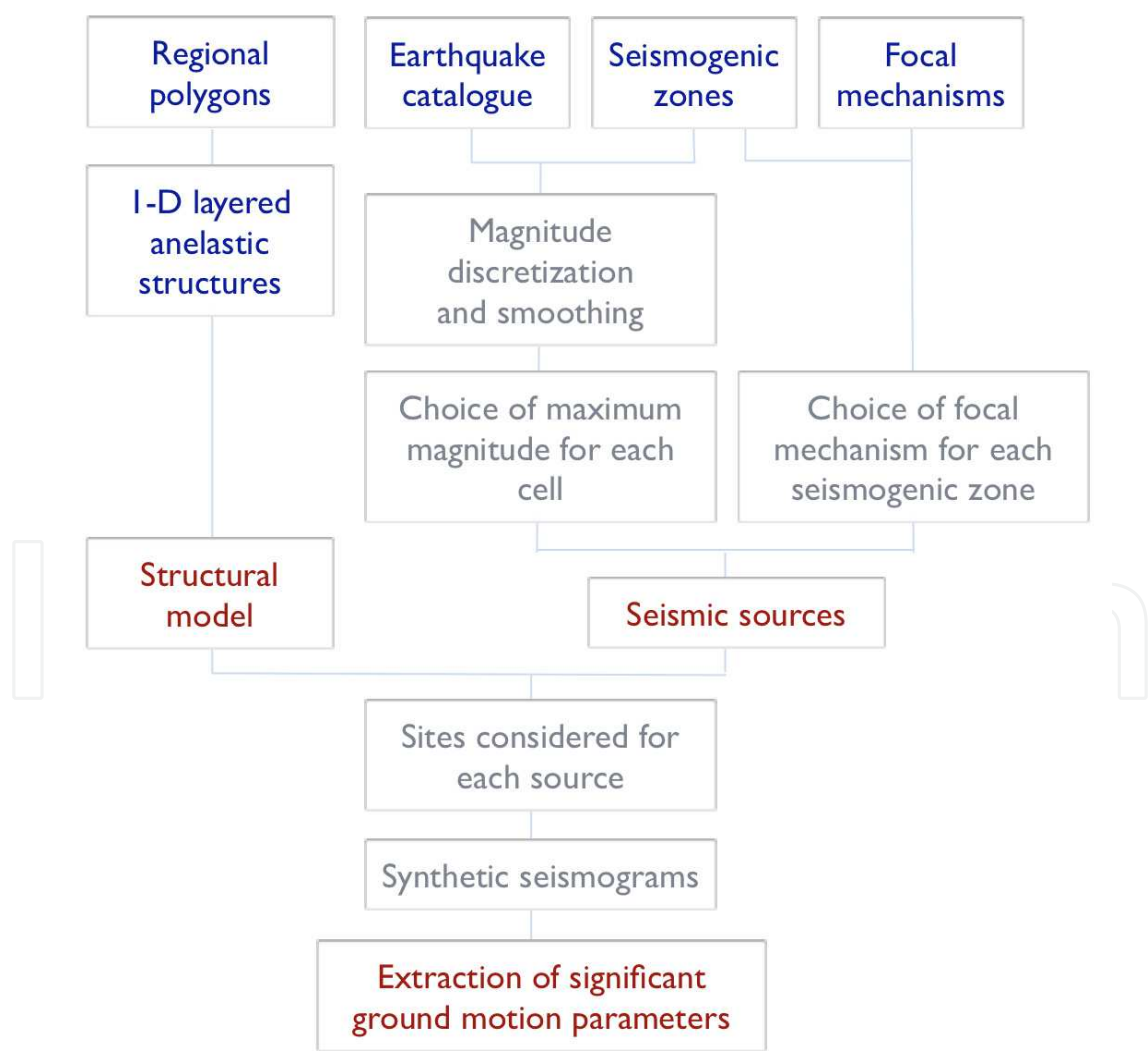 Regional
polygons
Earthquake
catalogue
Seismogenic
zones
Focal
mechanisms
1-D layered
anelastic
structures
Magnitude
discretization
and smoothing
Choice of maximum
magnitude for each
cell
Choice of focal
mechanism for each
seismogenic zone
Structural
model
Seismic sources
Sites considered for
each source
Synthetic seismograms
Extraction of significant
ground motion parameters